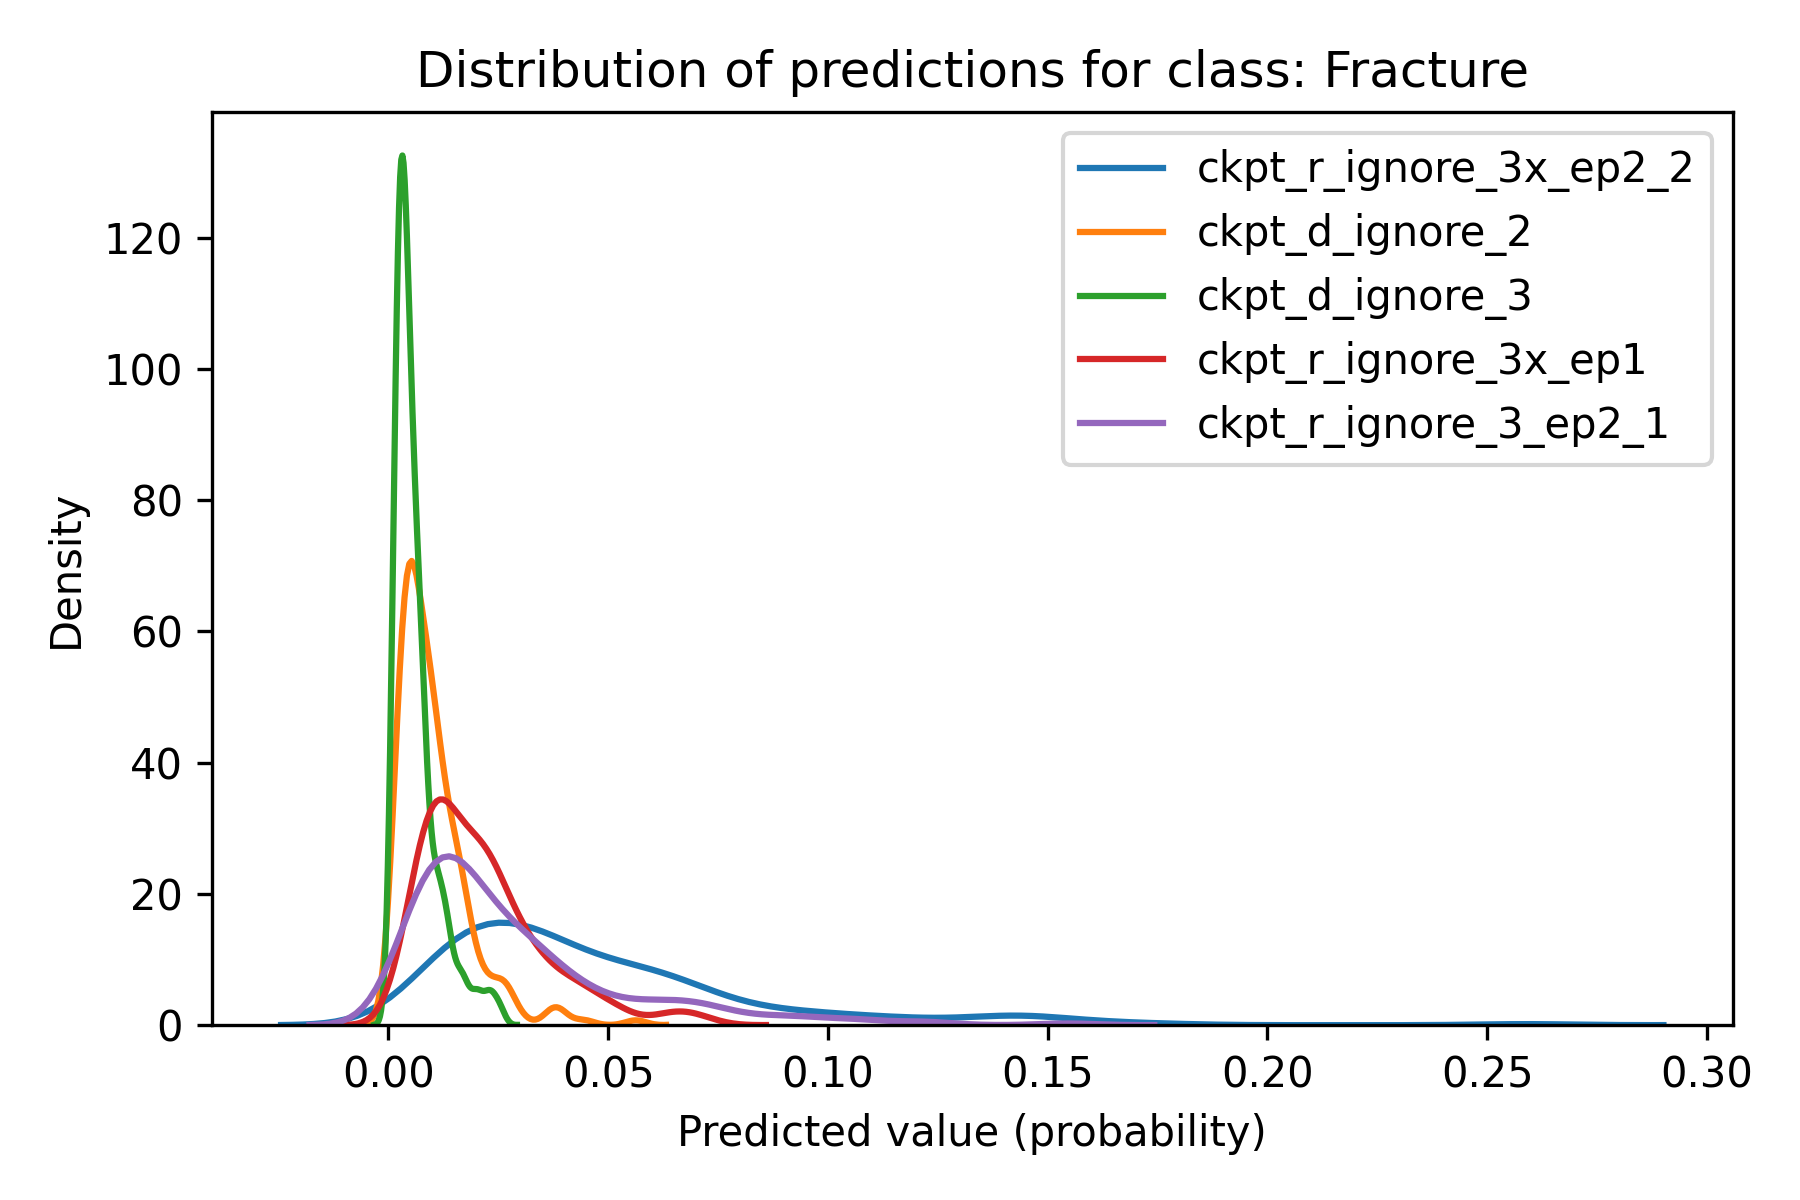 Distribution of predictions for class: Fracture
ckpt_r_ignore_3x_ep2_2
ckpt_d_ignore_2
ckpt_d_ignore_3
ckpt_r_ignore_3x_ep1
ckpt_r_ignore_3_ep2_1
Density
120
100
80
60
40
20
0
0.00 0.05 0.10 0.15 0.20 0.25 0.30
Predicted value (probability)